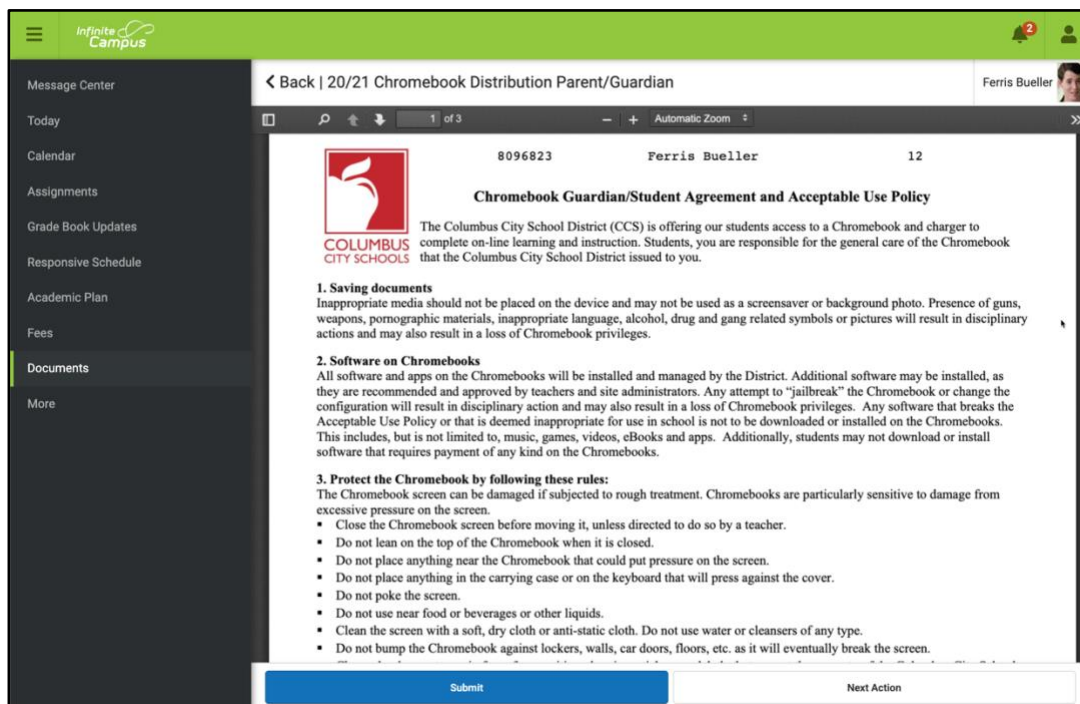 Infinite
Campus
2
Message Center
Today
Calendar
Assignments
Grade Book Updates
Responsive Schedule
Academic Plan
Fees
Documents
More
Back | 20/21 Chromebook Distribution Parent/Guardian
Ferris Bueller
1 of 3
Automatic Zoom
8096823 Ferris Bueller 12
COLUMBUS
CITY SCHOOLS
Chromebook Guardian/Student Agreement and Acceptable Use Policy
The Columbus City School District (CCS) is offering our students access to a Chromebook and charger to
complete on-line learning and instruction. Students, you are responsible for the general care of the Chromebook
that the Columbus City School District issued to you.
1. Saving documents
Inappropriate media should not be placed on the device and may not be used as a screensaver or background photo. Presence of guns,
weapons, pornographic materials, inappropriate language, alcohol, drug and gang related symbols or pictures will result in disciplinary
actions and may also result in a loss of Chromebook privileges.
2. Software on Chromebooks
All software and apps on the Chromebooks will be installed and managed by the District. Additional software may be installed, as
they are recommended and approved by teachers and site administrators. Any attempt to “jailbreak” the Chromebook or change the
configuration will result in disciplinary action and may also result in a loss of Chromebook privileges. Any software that breaks the
Acceptable Use Policy or that is deemed inappropriate for use in school is not to be downloaded or installed on the Chromebooks.
This includes, but is not limited to, music, games, videos, eBooks and apps. Additionally, students may not download or install
software that requires payment of any kind on the Chromebooks.
3. Protect the Chromebook by following these rules:
The Chromebook screen can be damaged if subjected to rough treatment. Chromebooks are particularly sensitive to damage from
excessive pressure on the screen.
▪ Close the Chromebook screen before moving it, unless directed to do so by a teacher.
▪ Do not lean on the top of the Chromebook when it is closed.
▪ Do not place anything near the Chromebook that could put pressure on the screen.
▪ Do not place anything in the carrying case or on the keyboard that will press against the cover.
▪ Do not poke the screen.
▪ Do not use near food or beverages or other liquids.
▪ Clean the screen with a soft, dry cloth or anti-static cloth. Do not use water or cleansers of any type.
▪ Do not bump the Chromebook against lockers, walls, car doors, floors, etc. as it will eventually break the screen.
Submit
Next Action